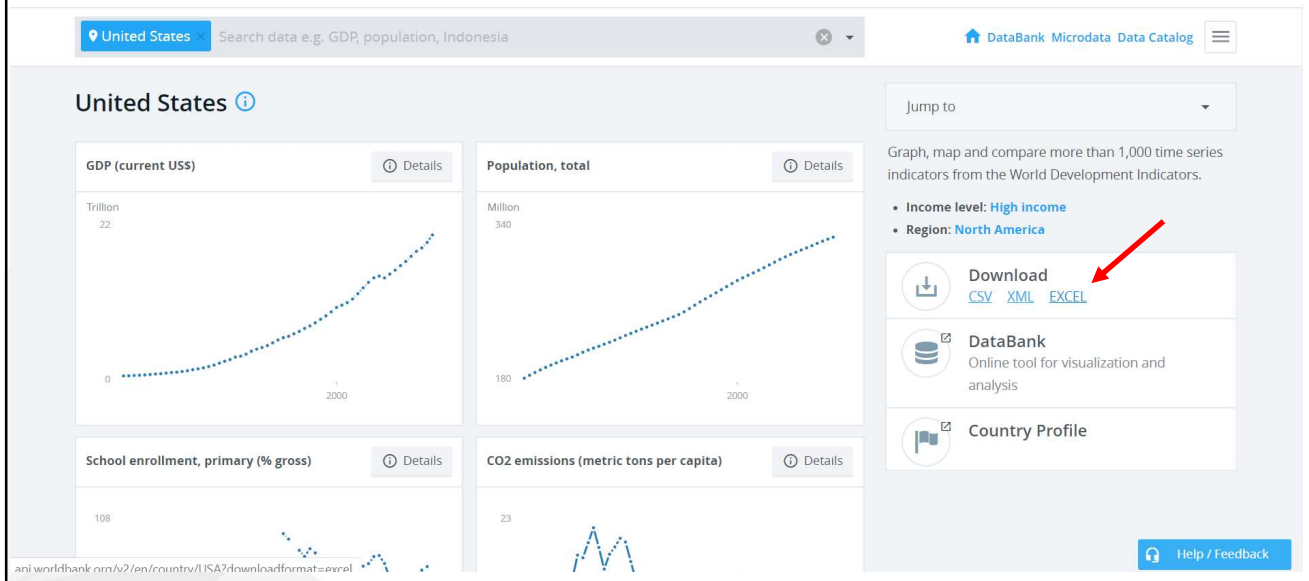 United States × Search data e.g. GDP, population, Indonesia
DataBank Microdata Data Catalog
United States
Jump to
GDP (current US$) Details
Trillion
22
0
2000
Population, total Details
Million
340
180
2000
Graph, map and compare more than 1,000 time series
indicators from the World Development Indicators.
• Income level: High income
• Region: North America
Download
CSV XML EXCEL
DataBank
Online tool for visualization and
analysis
Country Profile
School enrollment, primary (% gross) Details
108
CO2 emissions (metric tons per capita) Details
23
Help / Feedback
api.worldbank.org/v2/en/country/USA?downloadformat=excel